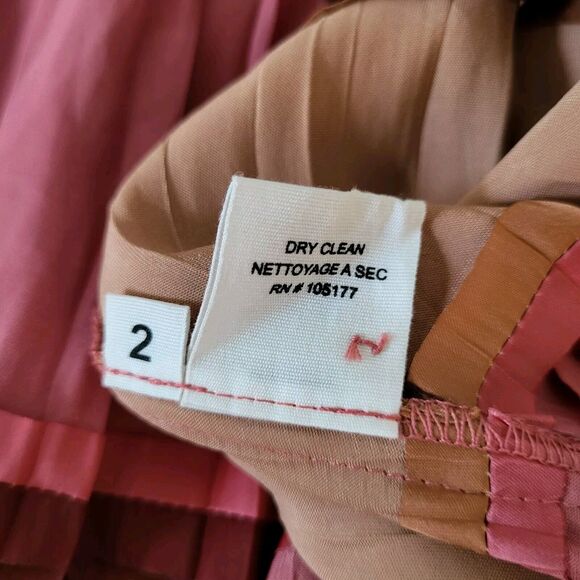 DRY CLEAN
NETTOYAGE A SEC
RN # 105177
2